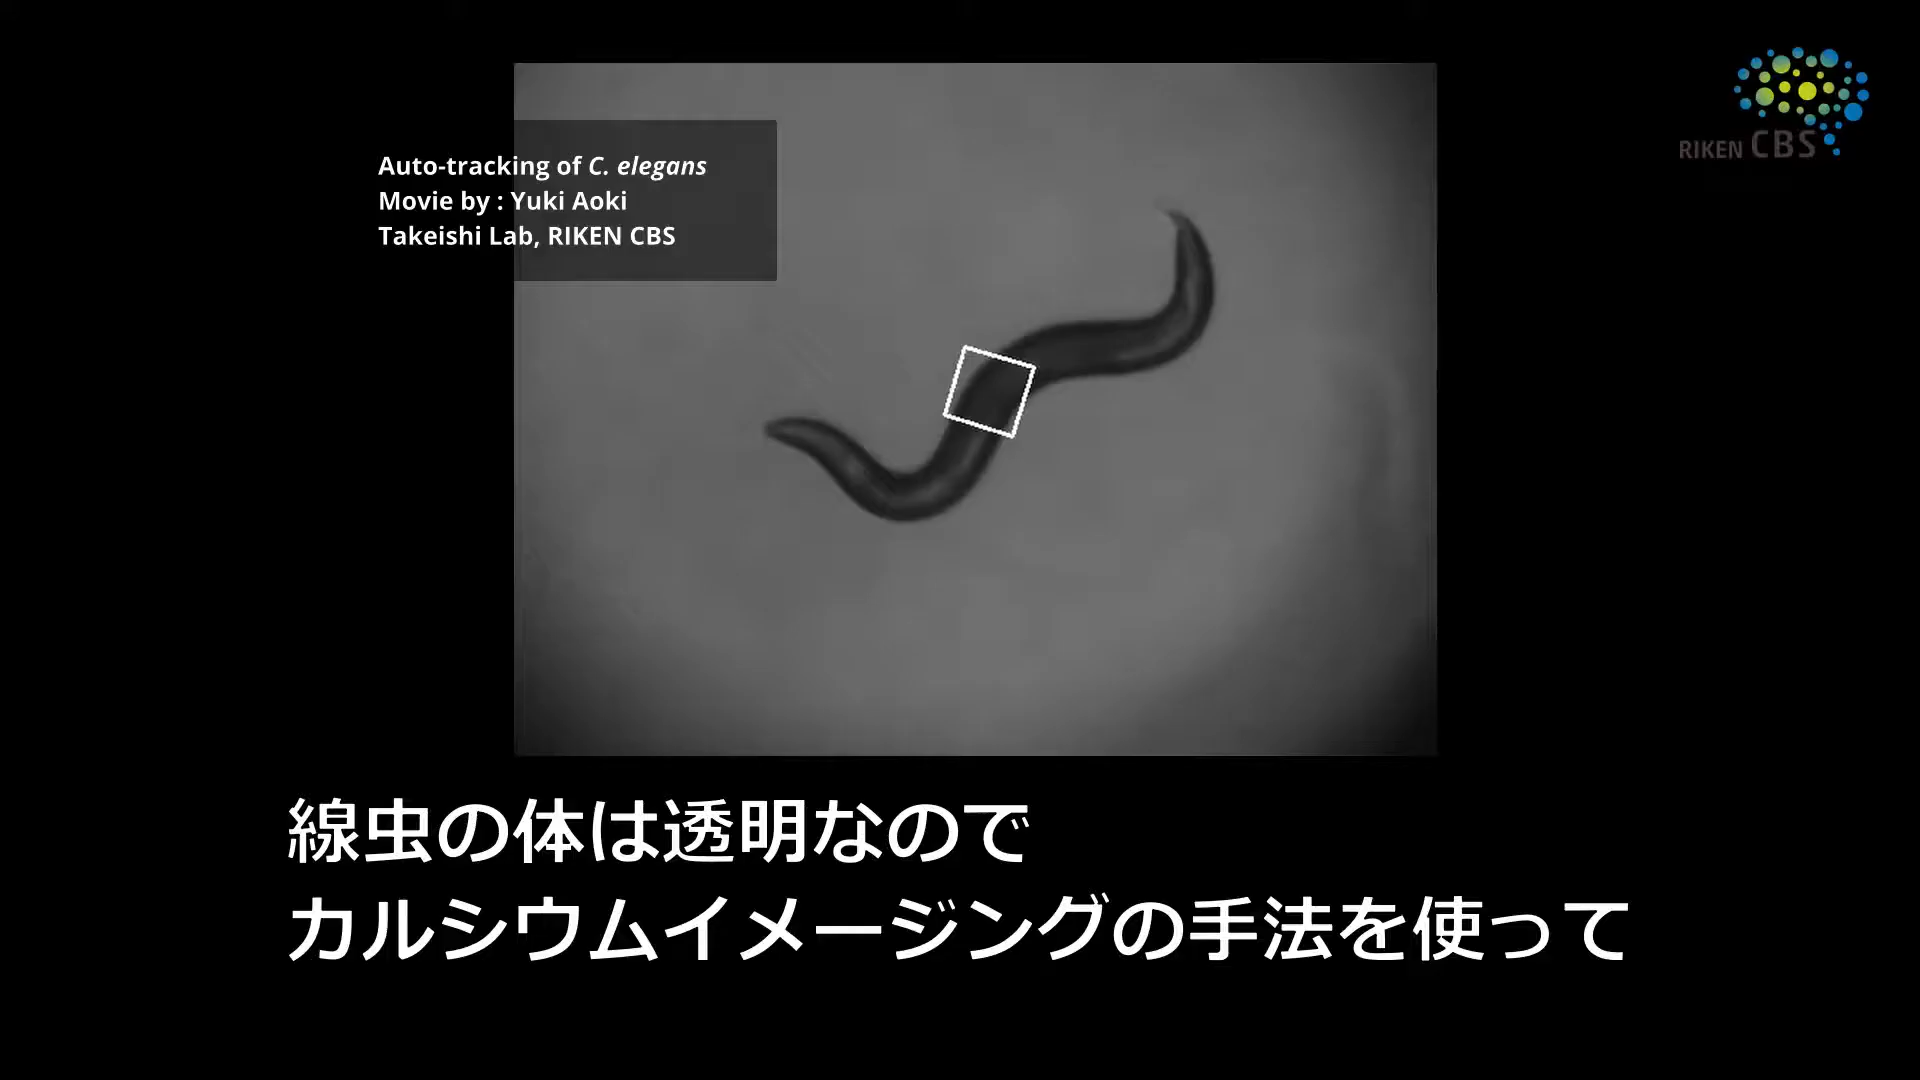 Auto-tracking of C. elegans
Movie by : Yuki Aoki
Takeishi Lab, RIKEN CBS
RIKEN CBS
線虫の体は透明なので
カルシウムイメージングの手法を使って